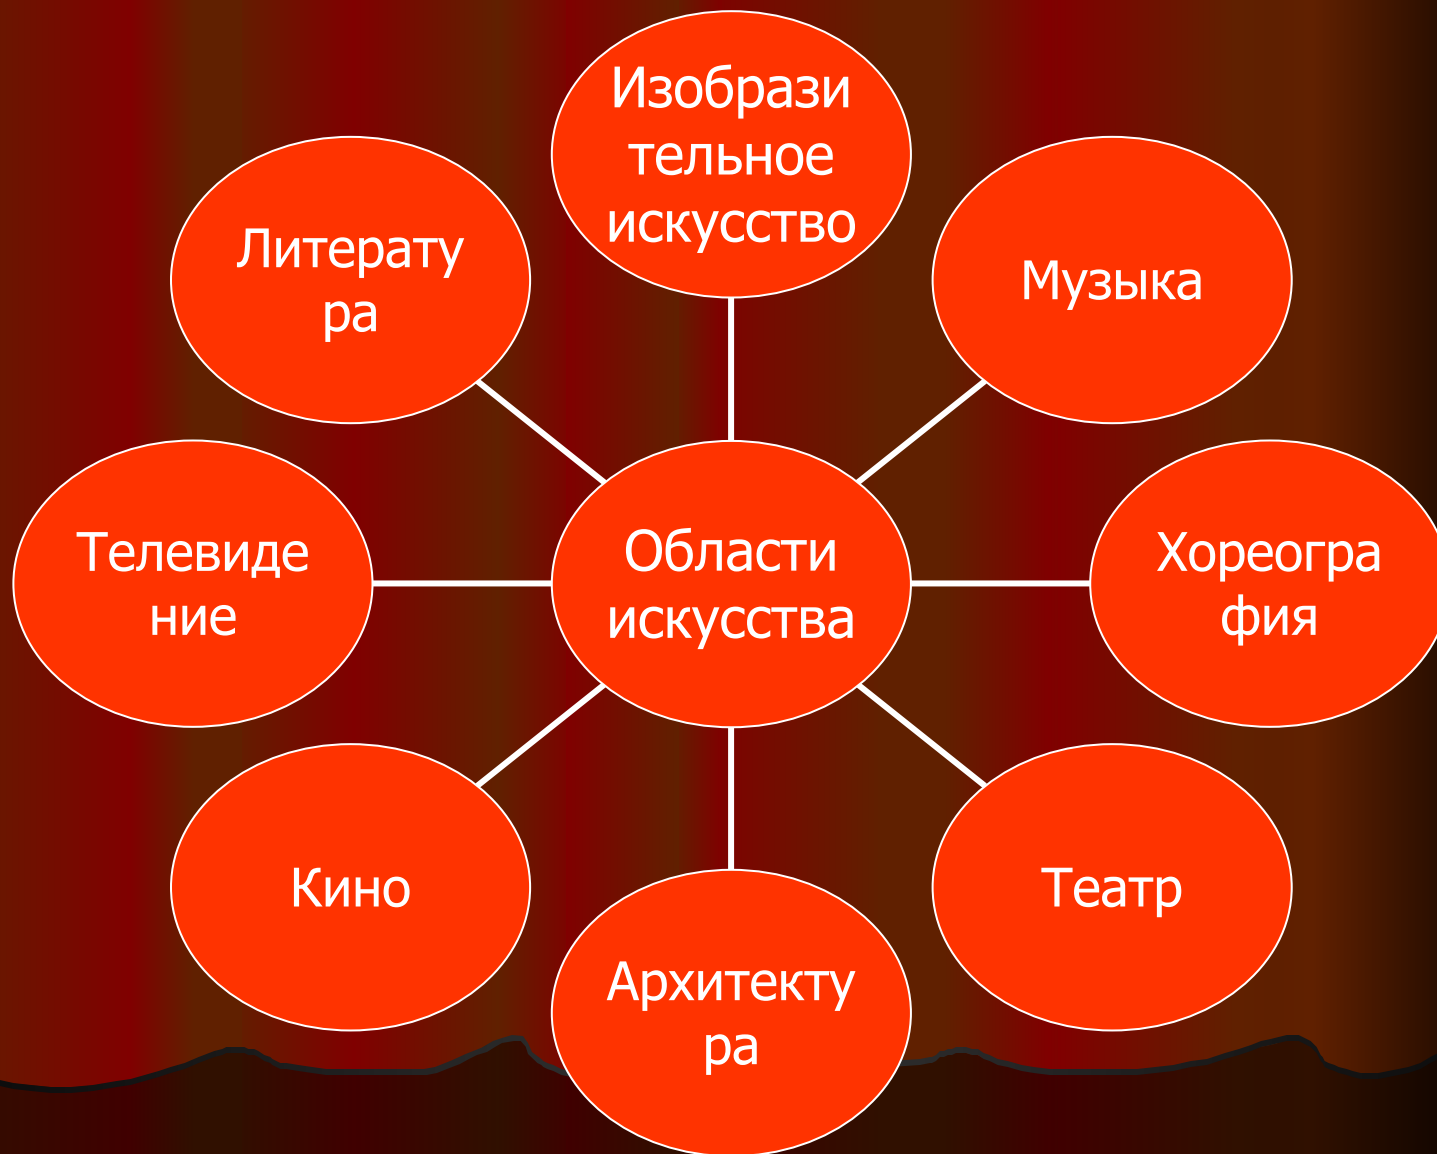 Изобрази
тельное
искусство
Литерату
ра
Музыка
Телевиде
ние
Области
искусства
Хореогра
фия
Кино
Театр
Архитекту
ра